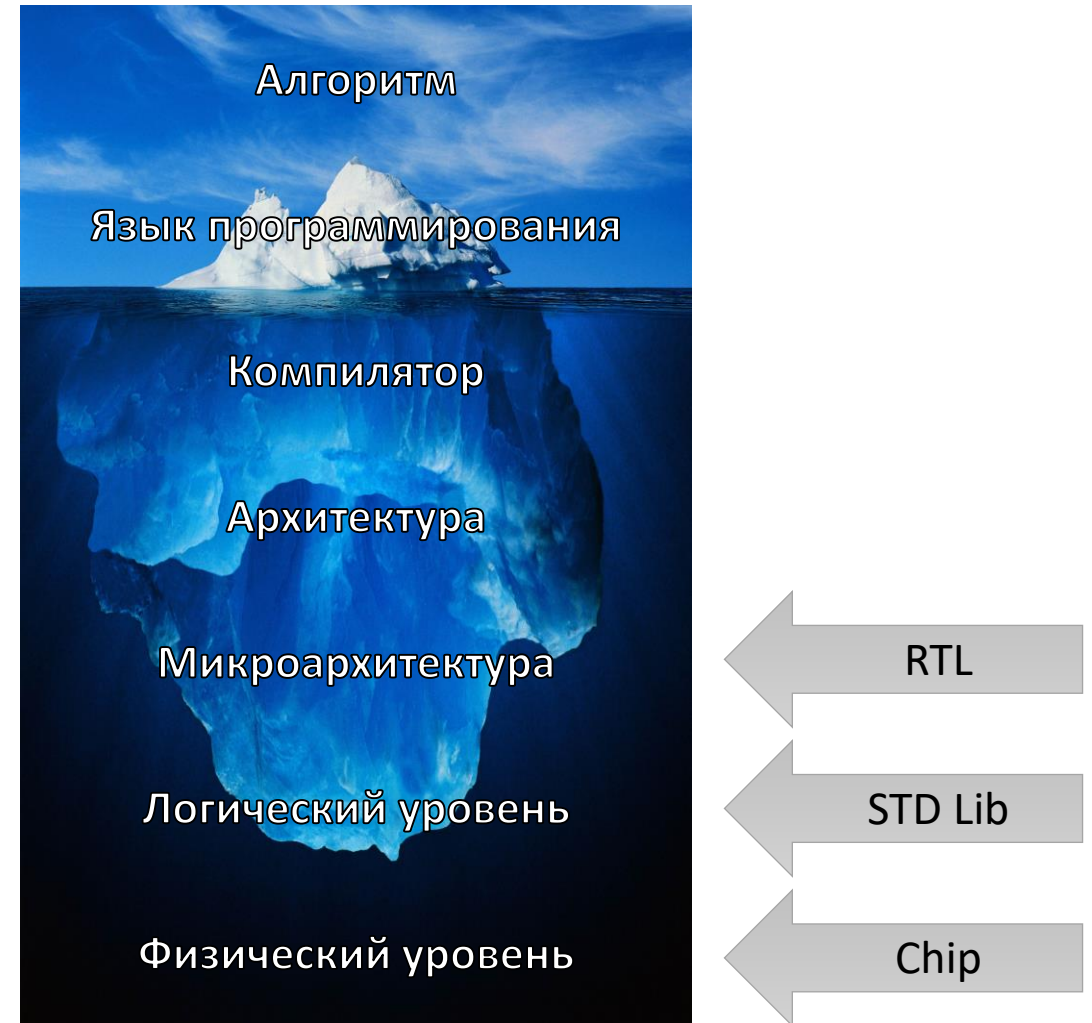 Алгоритм
Язык программирования
Компилятор
Архитектура
Микроархитектура
RTL
Логический уровень
STD Lib
Физический уровень
Chip